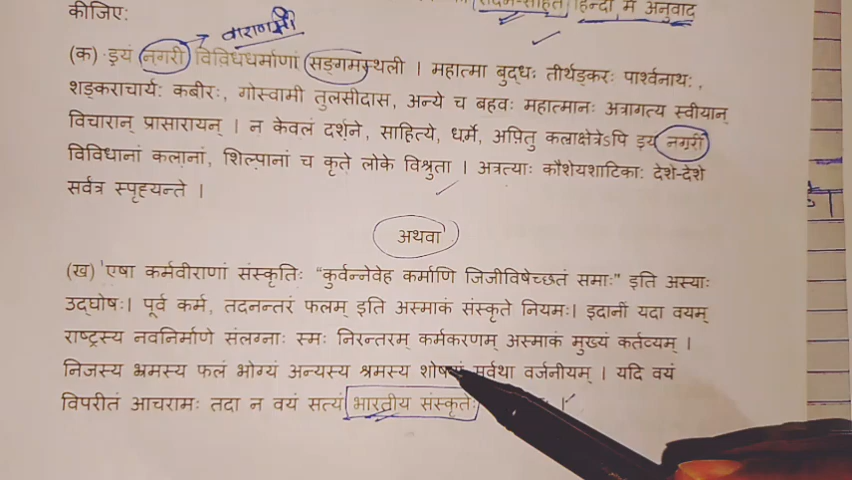 सन्दर्भ-सहित हिन्दी में अनुवाद
कीजिए:
वाराणसी
(क) इयं नगरी विविधधर्माणां सङ्गमस्थली । महात्मा बुद्धः तीर्थङ्करः पार्श्वनाथः,
शङ्कराचार्यः कबीरः, गोस्वामी तुलसीदास, अन्ये च बहवः महात्मानः अत्रागत्य स्वीयान्
विचारान् प्रासारायन् । न केवलं दर्शने, साहित्ये, धर्मे, अपितु कलाक्षेत्रेऽपि इयं नगरी
विविधानां कलानां, शिल्पानां च कृते लोके विश्रुता । अत्रत्याः कौशेयशाटिकाः देशे-देशे
सर्वत्र स्पृह्यन्ते ।
अथवा
(ख) 'एषा कर्मवीराणां संस्कृतिः "कुर्वन्नेवेह कर्माणि जिजीविषेच्छतं समाः" इति अस्याः
उद्घोषः। पूर्व कर्म, तदनन्तरं फलम् इति अस्माकं संस्कृते नियमः। इदानीं यदा वयम्
राष्ट्रस्य नवनिर्माणे संलग्नाः स्मः निरन्तरम् कर्मकरणम् अस्माकं मुख्यं कर्तव्यम् ।
निजस्य भ्रमस्य फलं भोग्यं अन्यस्य श्रमस्य सर्वथा वर्जनीयम् । यदि वयं
विपरीतं आचरामः तदा न वयं सत्यं भारतीय संस्कृतेः ।